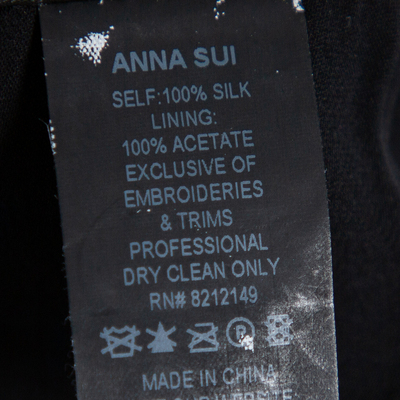 ANNA SUI
SELF:100% SILK
LINING:
100% ACETATE
EXCLUSIVE OF
EMBROIDERIES
& TRIMS
PROFESSIONAL
DRY CLEAN ONLY
RN# 8212149
P
MADE IN CHINA